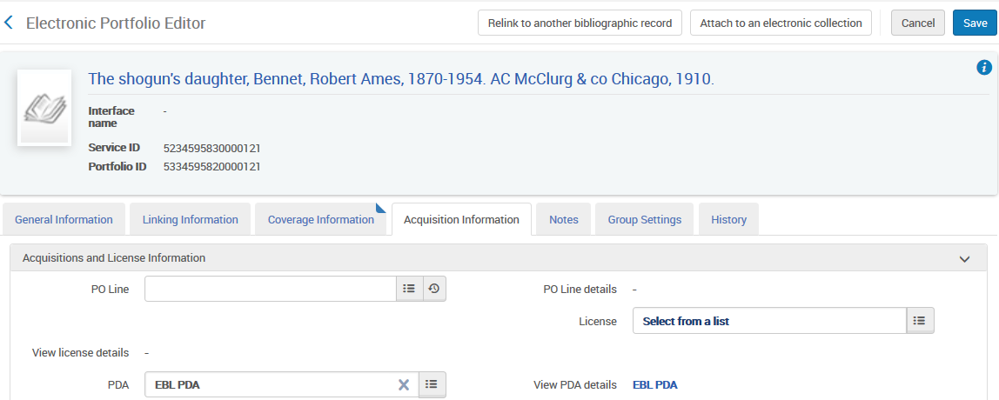 Electronic Portfolio Editor
Relink to another bibliographic record
Attach to an electronic collection
Cancel
Save
The shogun's daughter, Bennet, Robert Ames, 1870-1954. AC McClurg & co Chicago, 1910.
Interface name -
Service ID 5234595830000121
Portfolio ID 5334595820000121
General Information
Linking Information
Coverage Information
Acquisition Information
Notes
Group Settings
History
Acquisitions and License Information
PO Line
PO Line details -
License Select from a list
View license details -
PDA EBL PDA
View PDA details EBL PDA